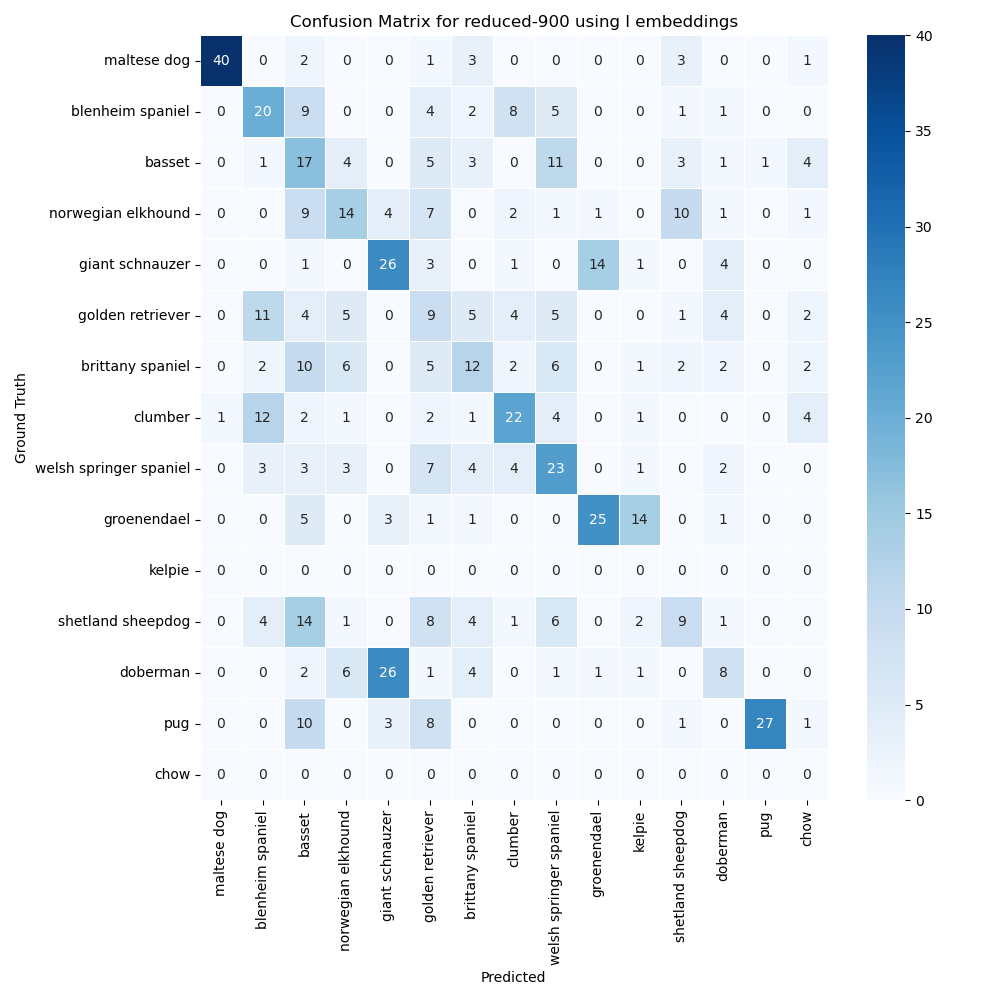 Confusion Matrix for reduced-900 using l embeddings
maltese dog 40 0 2 0 0 1 3 0 0 0 0 3 0 0 1
blenheim spaniel 0 20 9 0 0 4 2 8 5 0 0 1 1 0 0
basset 0 1 17 4 0 5 3 0 11 0 0 3 1 1 4
norwegian elkhound 0 0 9 14 4 7 0 2 1 1 0 10 1 0 1
giant schnauzer 0 0 1 0 26 3 0 1 0 14 1 0 4 0 0
golden retriever 0 11 4 5 0 9 5 4 5 0 0 1 4 0 2
brittany spaniel 0 2 10 6 0 5 12 2 6 0 1 2 2 0 2
clumber 1 12 2 1 0 2 1 22 4 0 1 0 0 0 4
welsh springer spaniel 0 3 3 3 0 7 4 4 23 0 1 0 2 0 0
groenendael 0 0 5 0 3 1 1 0 0 25 14 0 1 0 0
kelpie 0 0 0 0 0 0 0 0 0 0 0 0 0 0 0
shetland sheepdog 0 4 14 1 0 8 4 1 6 0 2 9 1 0 0
doberman 0 0 2 6 26 1 4 0 1 1 1 0 8 0 0
pug 0 0 10 0 3 8 0 0 0 0 0 1 0 27 1
chow 0 0 0 0 0 0 0 0 0 0 0 0 0 0 0
Ground Truth
maltese dog
blenheim spaniel
basset
norwegian elkhound
giant schnauzer
golden retriever
brittany spaniel
clumber
welsh springer spaniel
groenendael
kelpie
shetland sheepdog
doberman
pug
chow
Predicted
40
35
30
25
20
15
10
5
0